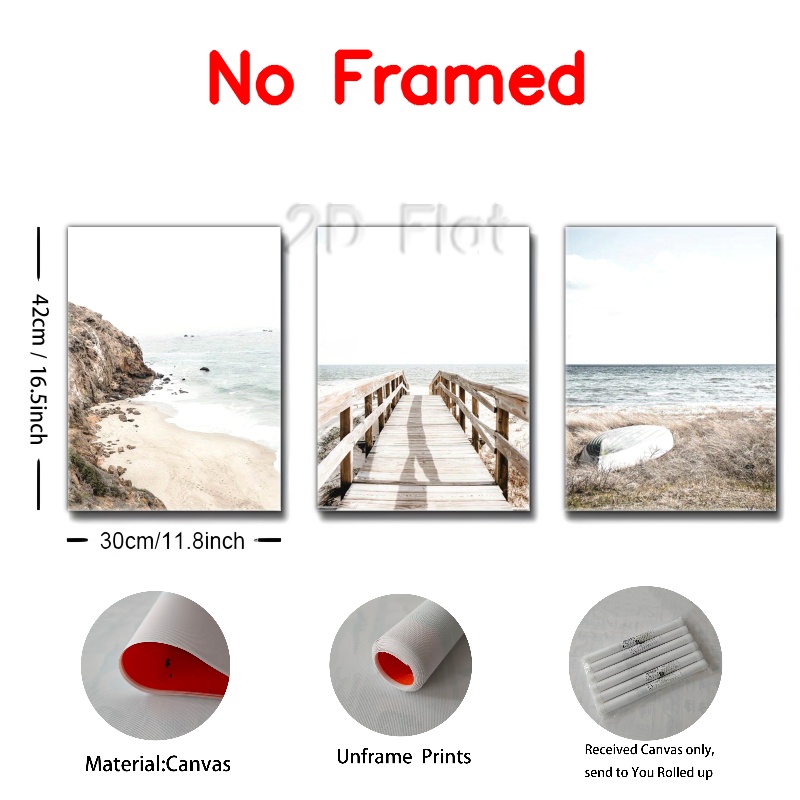 No Framed
2D Flat
42cm / 16.5inch
30cm/11.8inch
Material:Canvas
Unframe Prints
Received Canvas only,
send to You Rolled up